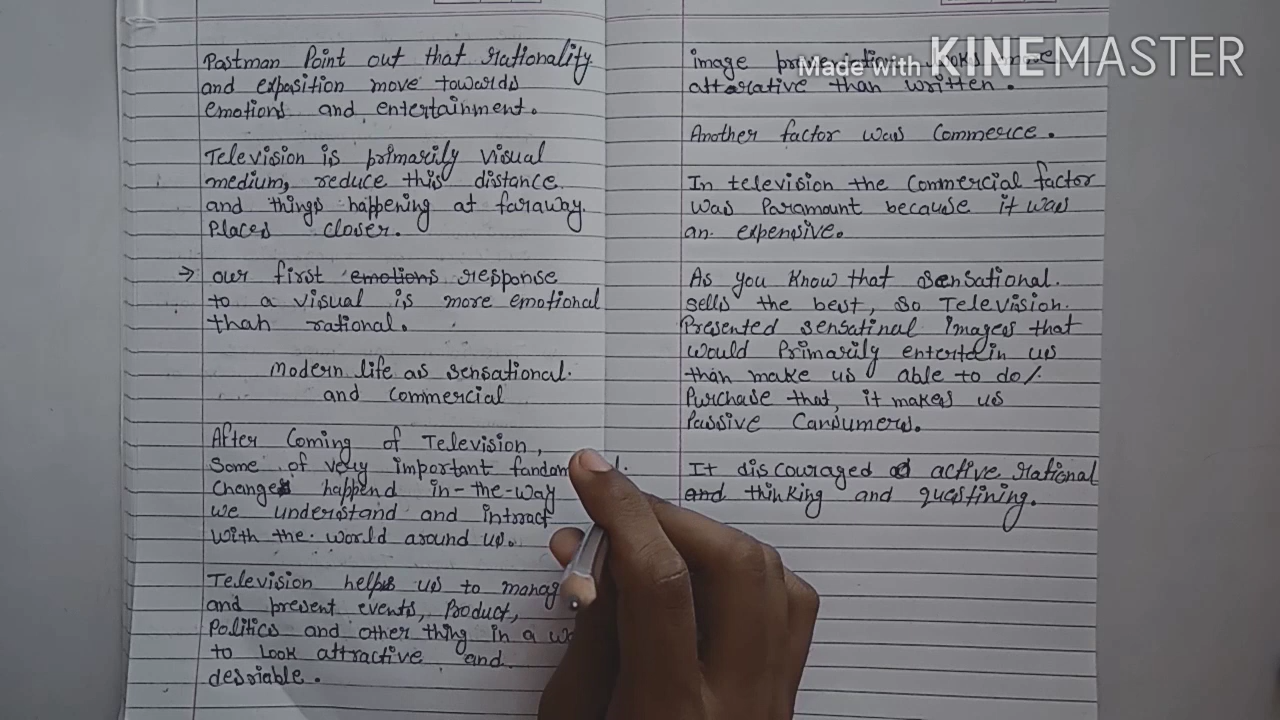 Postman Point out that rationality
and exposition move towards
emotions and entertainment.
Television is primarily visual
medium, reduce this distance
and things happening at faraway.
Places closer.
→ our first emotions response
to a visual is more emotional
than rational.
Modern life as sensational.
and commercial
After Coming of Television,
Some of very important
Changes happend in-the-way
we understand and intract
with the world around us.
Television helps us to
and present events, Product,
Politics and other thing in a
to Look attractive and
desriable.
Made with KINEMASTER
image
attarative than written.
Another factor was Commerce.
In television the Commercial factor
was Paramount because it was
an expensive.
As you Know that Sensational.
sells the best, so Television.
Presented sensatinal images that
would Primarily entertain us
than make us able to do/.
Purchase that, it makes us
Passive Cansumers.
It discouraged active rational
and thinking and questining.